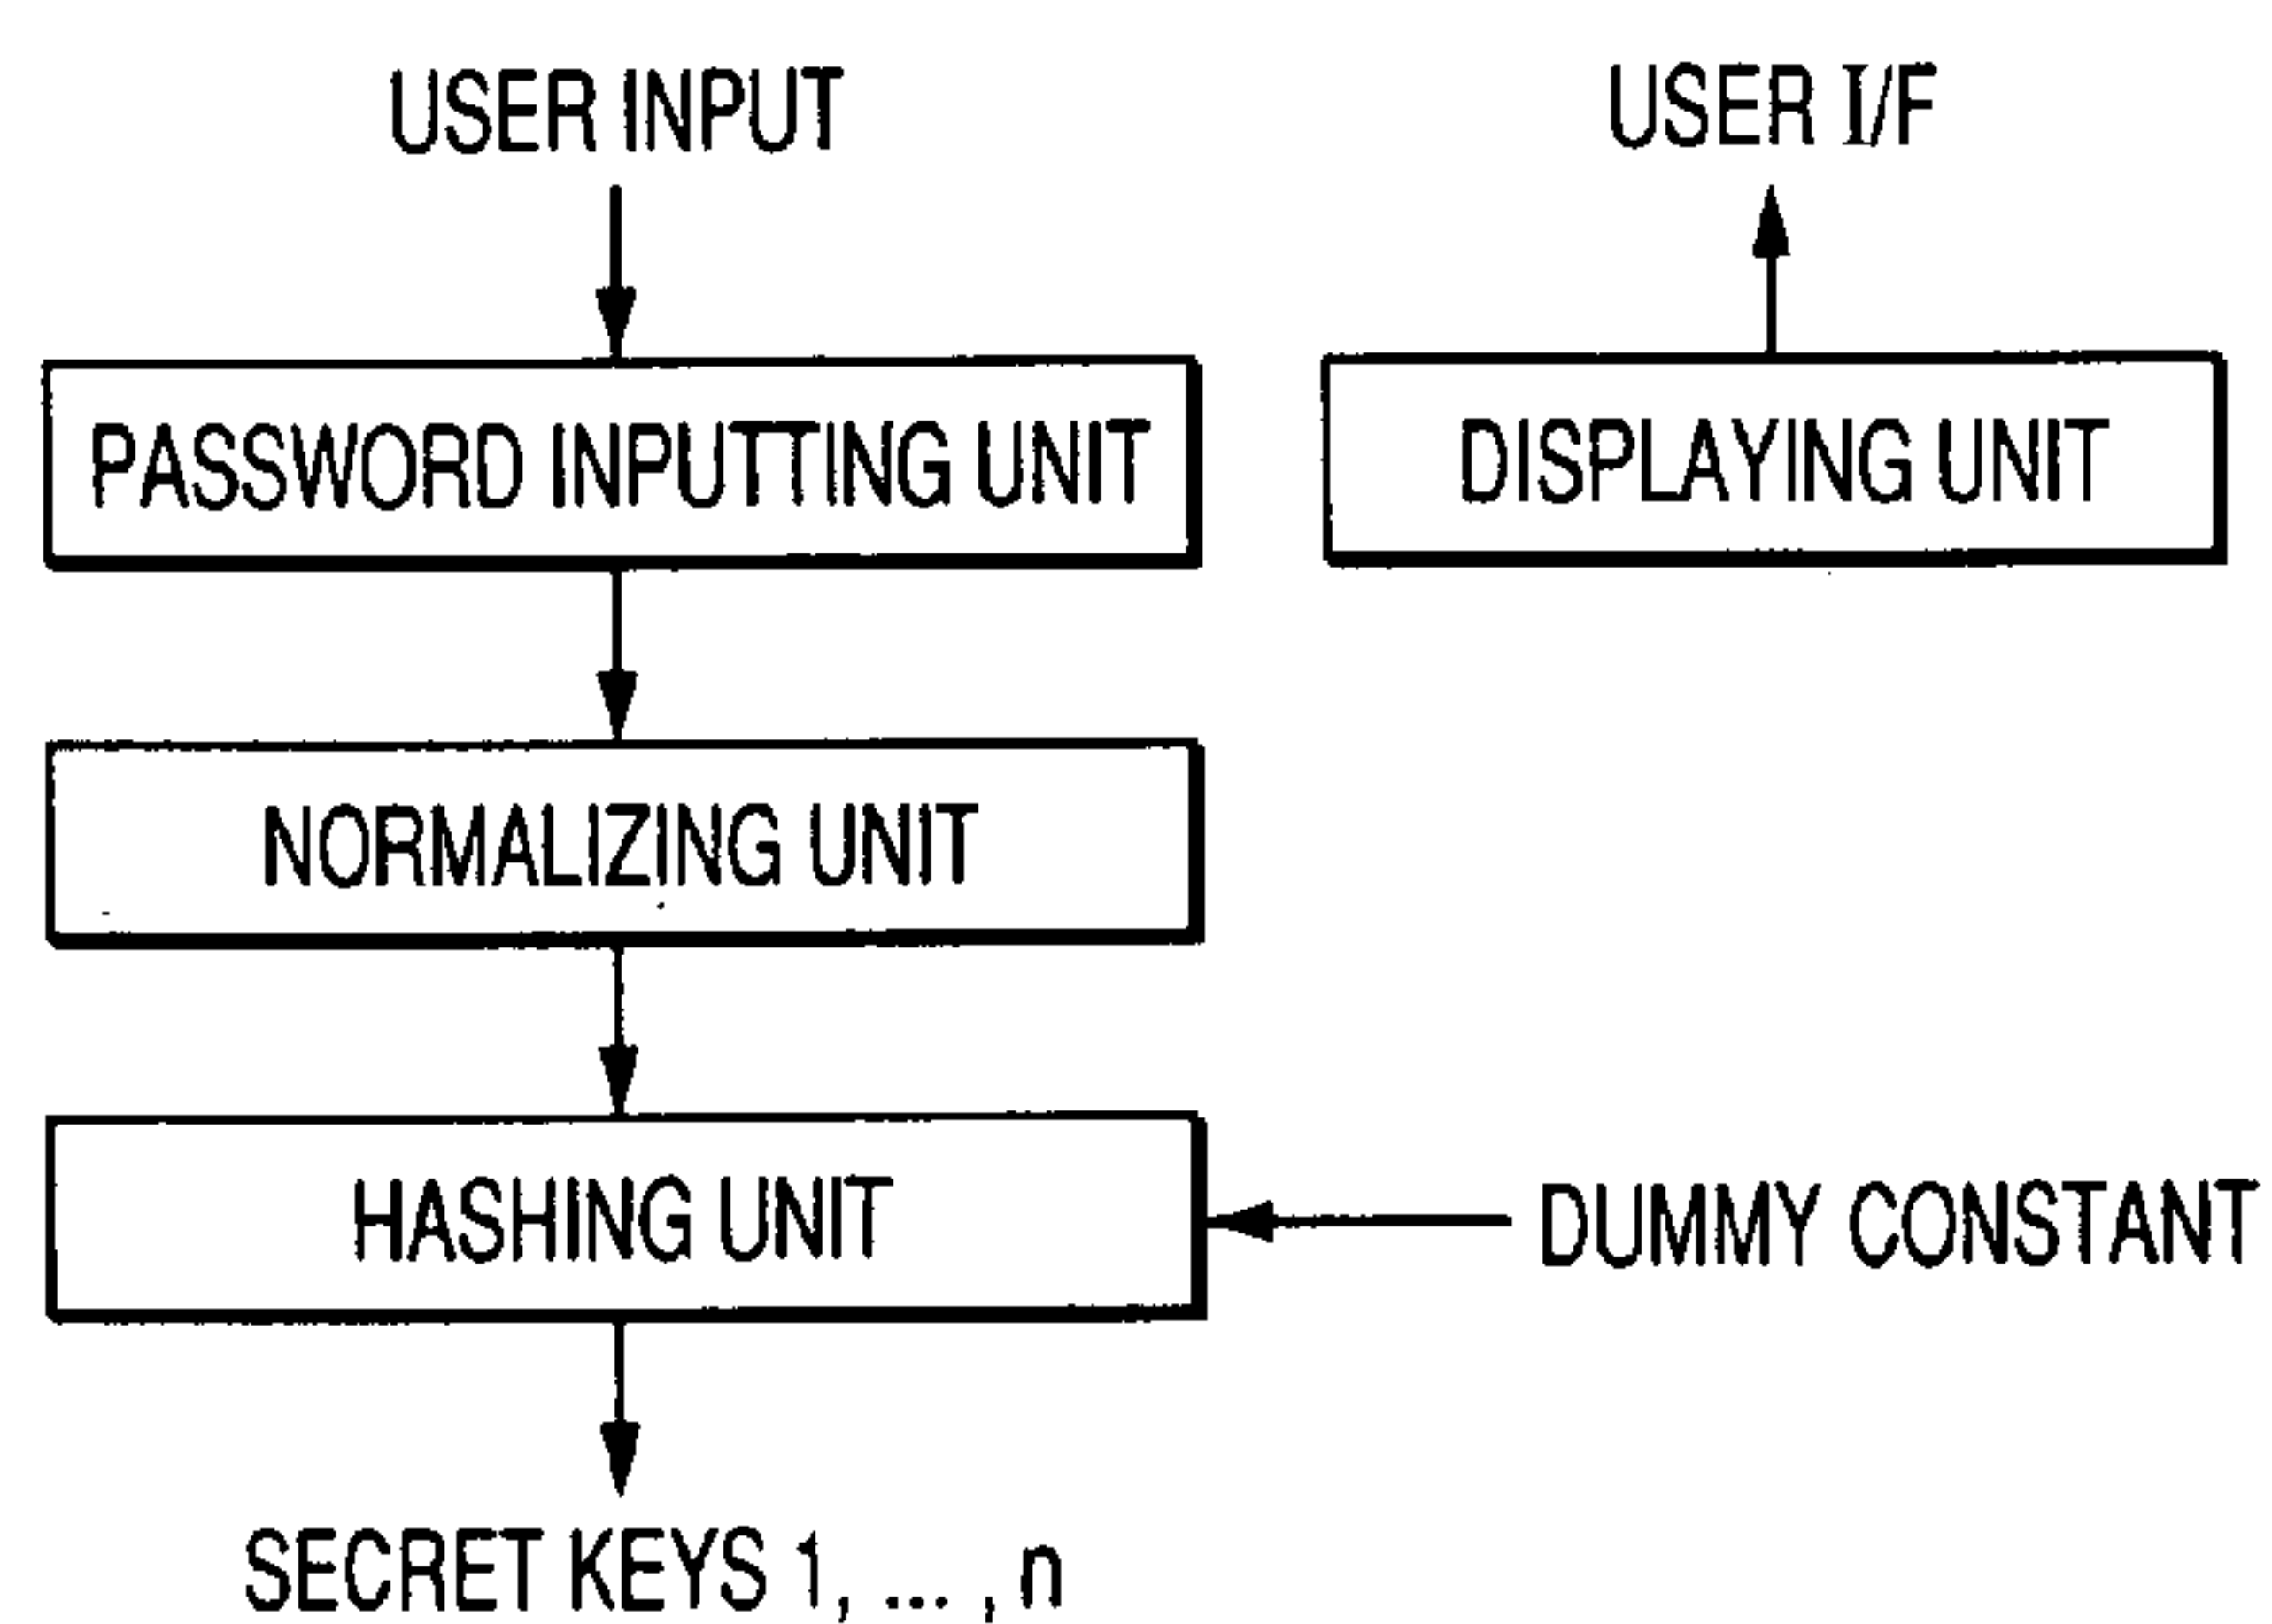 USER INPUT
USER I/F
PASSWORD INPUTTING UNIT
DISPLAYING UNIT
NORMALIZING UNIT
HASHING UNIT
DUMMY CONSTANT
SECRET KEYS 1, ... , n